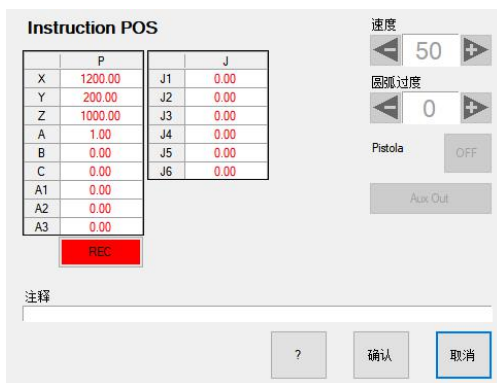 Instruction POS
速度
50
圆弧过度
0
Pistola OFF
Aux Out
P J
X 1200.00 J1 0.00
Y 200.00 J2 0.00
Z 1000.00 J3 0.00
A 1.00 J4 0.00
B 0.00 J5 0.00
C 0.00 J6 0.00
A1 0.00
A2 0.00
A3 0.00
REC
注释
? 确认 取消